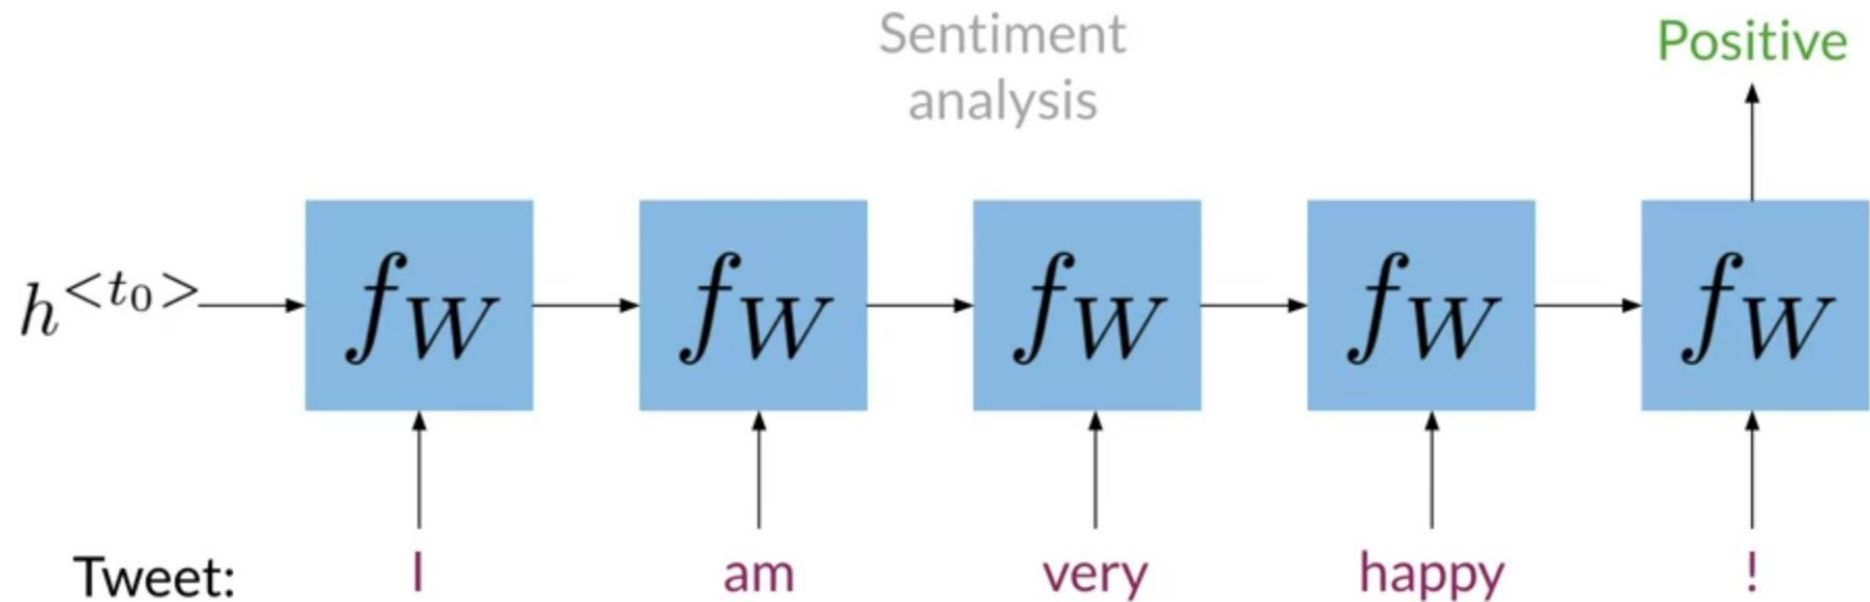 Sentiment
analysis
Positive
h<t₀>
fW fW fW fW fW
Tweet: I am very happy !